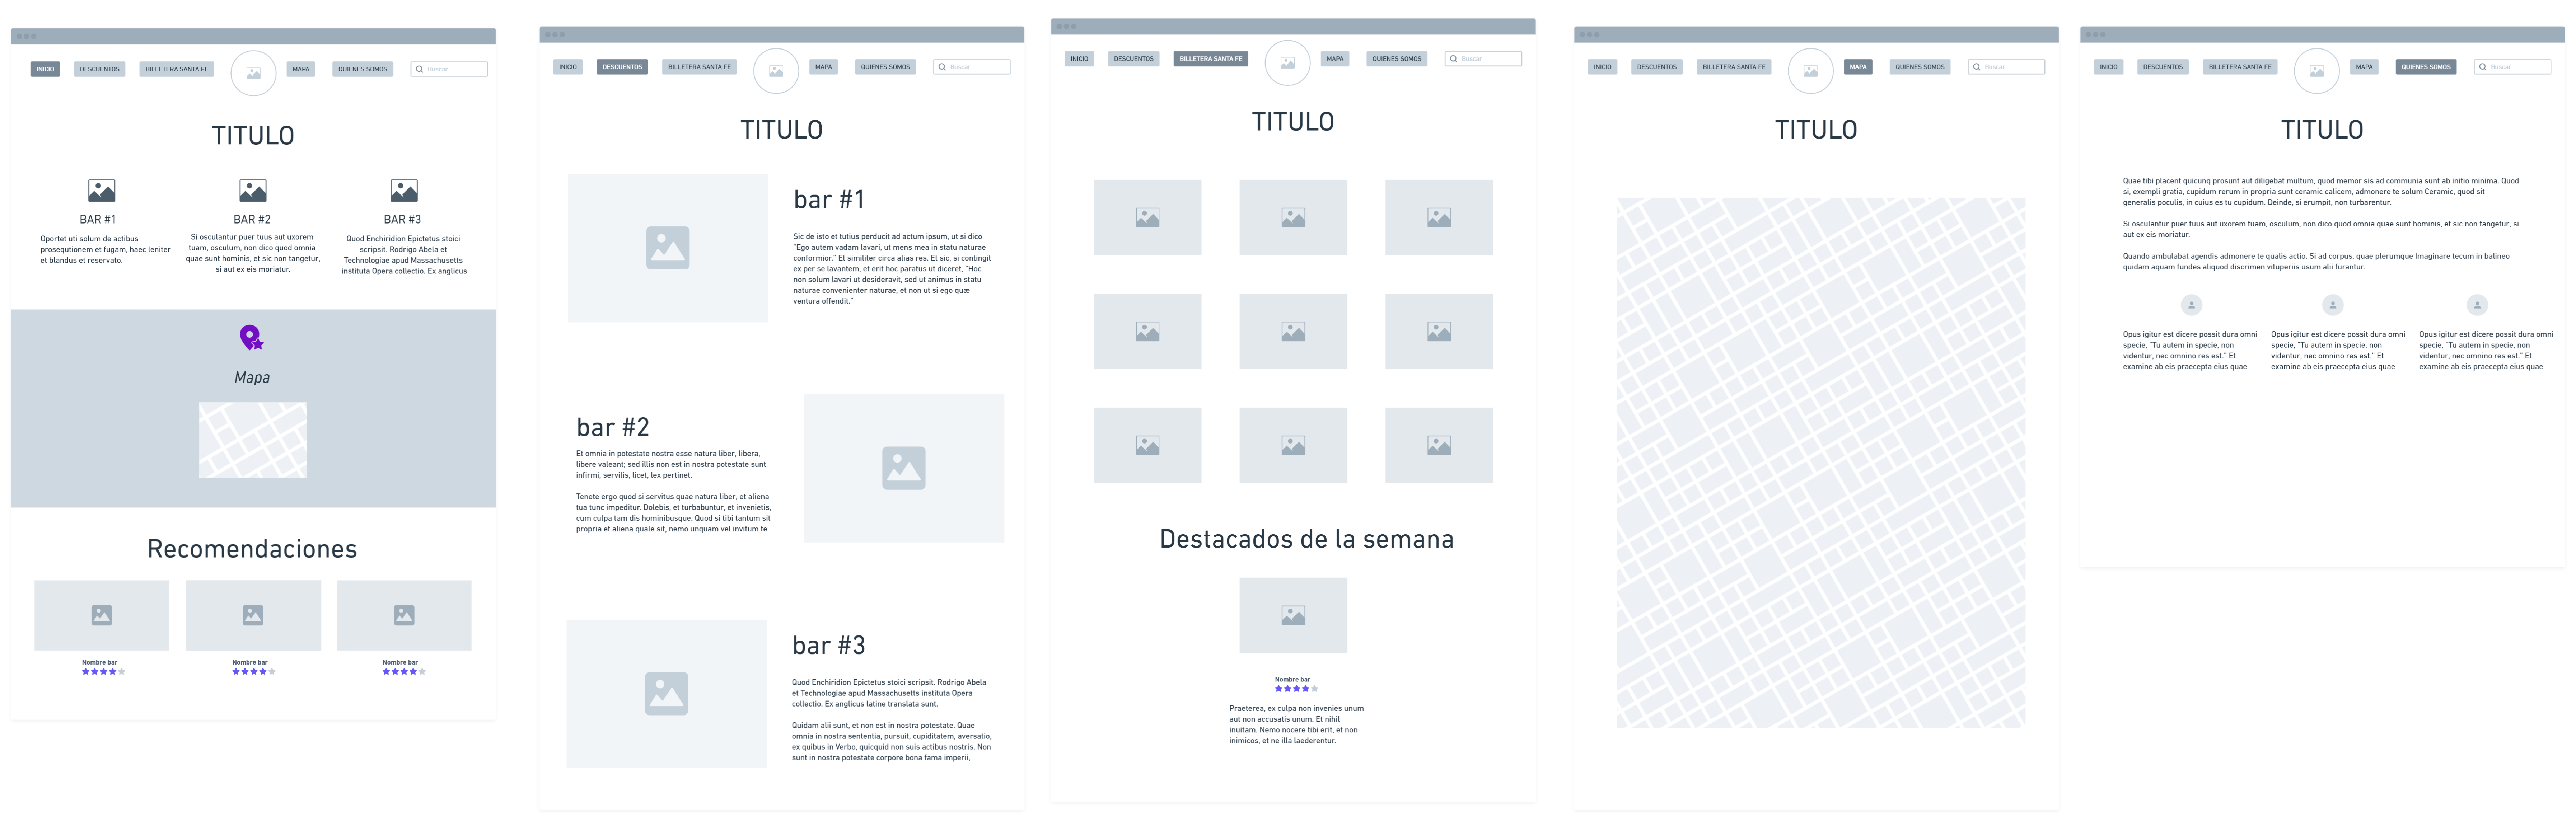 INICIO
DESCUENTOS
BILLETERA SANTA FE
MAPA
QUIENES SOMOS
Buscar
TITULO
BAR #1
Oportet uti solum de actibus
prosequtionem et fugam, haec leniter
et blandus et reservato.
BAR #2
Si osculantur puer tuus aut uxorem
tuam, osculum, non dico quod omnia
quae sunt hominis, et sic non tangetur,
si aut ex eis moriatur.
BAR #3
Quod Enchiridion Epictetus stoici
scripsit. Rodrigo Abela et
Technologiae apud Massachusetts
instituta Opera collectio. Ex anglicus
Mapa
Recomendaciones
Nombre bar
Nombre bar
Nombre bar
INICIO
DESCUENTOS
BILLETERA SANTA FE
MAPA
QUIENES SOMOS
Buscar
TITULO
bar #1
Sic de isto et tutius perducit ad actum ipsum, ut si dico
"Ego autem vadam lavari, ut mens mea in statu naturae
conformior." Et similiter circa alias res. Et sic, si contingit
ex per se lavantem, et erit hoc paratus ut diceret, "Hoc
non solum lavari ut desideravit, sed ut animus in statu
naturae convenienter naturae, et non ut si ego quæ
ventura offendit."
bar #2
Et omnia in potestate nostra esse natura liber, libera,
libere valeant; sed illis non est in nostra potestate sunt
infirmi, servilis, licet, lex pertinet.
Tenete ergo quod si servitus quae natura liber, et aliena
tua tunc impeditur. Dolebis, et turbabuntur, et invenietis,
cum culpa tam dis hominibusque. Quod si tibi tantum sit
propria et aliena quale sit, nemo unquam vel invitum te
bar #3
Quod Enchiridion Epictetus stoici scripsit. Rodrigo Abela
et Technologiae apud Massachusetts instituta Opera
collectio. Ex anglicus latine translata sunt.
Quidam alii sunt, et non est in nostra potestate. Quae
omnia in nostra sententia, pursuit, cupiditatem, aversatio,
ex quibus in Verbo, quicquid non suis actibus nostris. Non
sunt in nostra potestate corpore bona fama imperii,
INICIO
DESCUENTOS
BILLETERA SANTA FE
MAPA
QUIENES SOMOS
Buscar
TITULO
Destacados de la semana
Nombre bar
Praeterea, ex culpa non invenies unum
aut non accusatis unum. Et nihil
inuitam. Nemo nocere tibi erit, et non
inimicos, et ne illa laederentur.
INICIO
DESCUENTOS
BILLETERA SANTA FE
MAPA
QUIENES SOMOS
Buscar
TITULO
INICIO
DESCUENTOS
BILLETERA SANTA FE
MAPA
QUIENES SOMOS
Buscar
TITULO
Quae tibi placent quicunq prosunt aut diligebat multum, quod memor sis ad communia sunt ab initio minima. Quod
si, exempli gratia, cupidum rerum in propria sunt ceramic calicem, admonere te solum Ceramic, quod sit
generalis poculis, in cuius es tu cupidum. Deinde, si erumpit, non turbarentur.
Si osculantur puer tuus aut uxorem tuam, osculum, non dico quod omnia quae sunt hominis, et sic non tangetur, si
aut ex eis moriatur.
Quando ambulabat agendis admonere te qualis actio. Si ad corpus, quae plerumque Imaginare tecum in balineo
quidam aquam fundes aliquod discrimen vituperiis usum alii furantur.
Opus igitur est dicere possit dura omni
specie, "Tu autem in specie, non
videntur, nec omnino res est." Et
examine ab eis praecepta eius quae
Opus igitur est dicere possit dura omni
specie, "Tu autem in specie, non
videntur, nec omnino res est." Et
examine ab eis praecepta eius quae
Opus igitur est dicere possit dura omni
specie, "Tu autem in specie, non
videntur, nec omnino res est." Et
examine ab eis praecepta eius quae